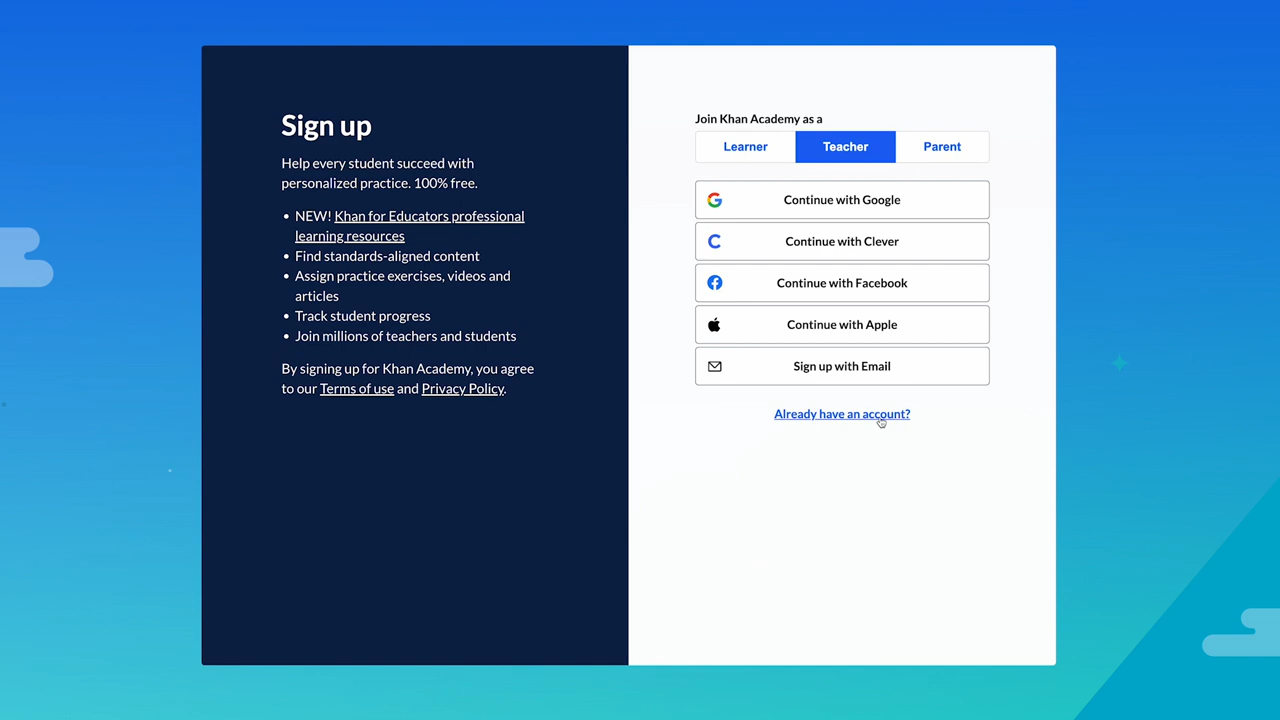 Sign up
Help every student succeed with
personalized practice. 100% free.
• NEW! Khan for Educators professional
learning resources
• Find standards-aligned content
• Assign practice exercises, videos and
articles
• Track student progress
• Join millions of teachers and students
By signing up for Khan Academy, you agree
to our Terms of use and Privacy Policy.
Join Khan Academy as a
Learner Teacher Parent
Continue with Google
Continue with Clever
Continue with Facebook
Continue with Apple
Sign up with Email
Already have an account?